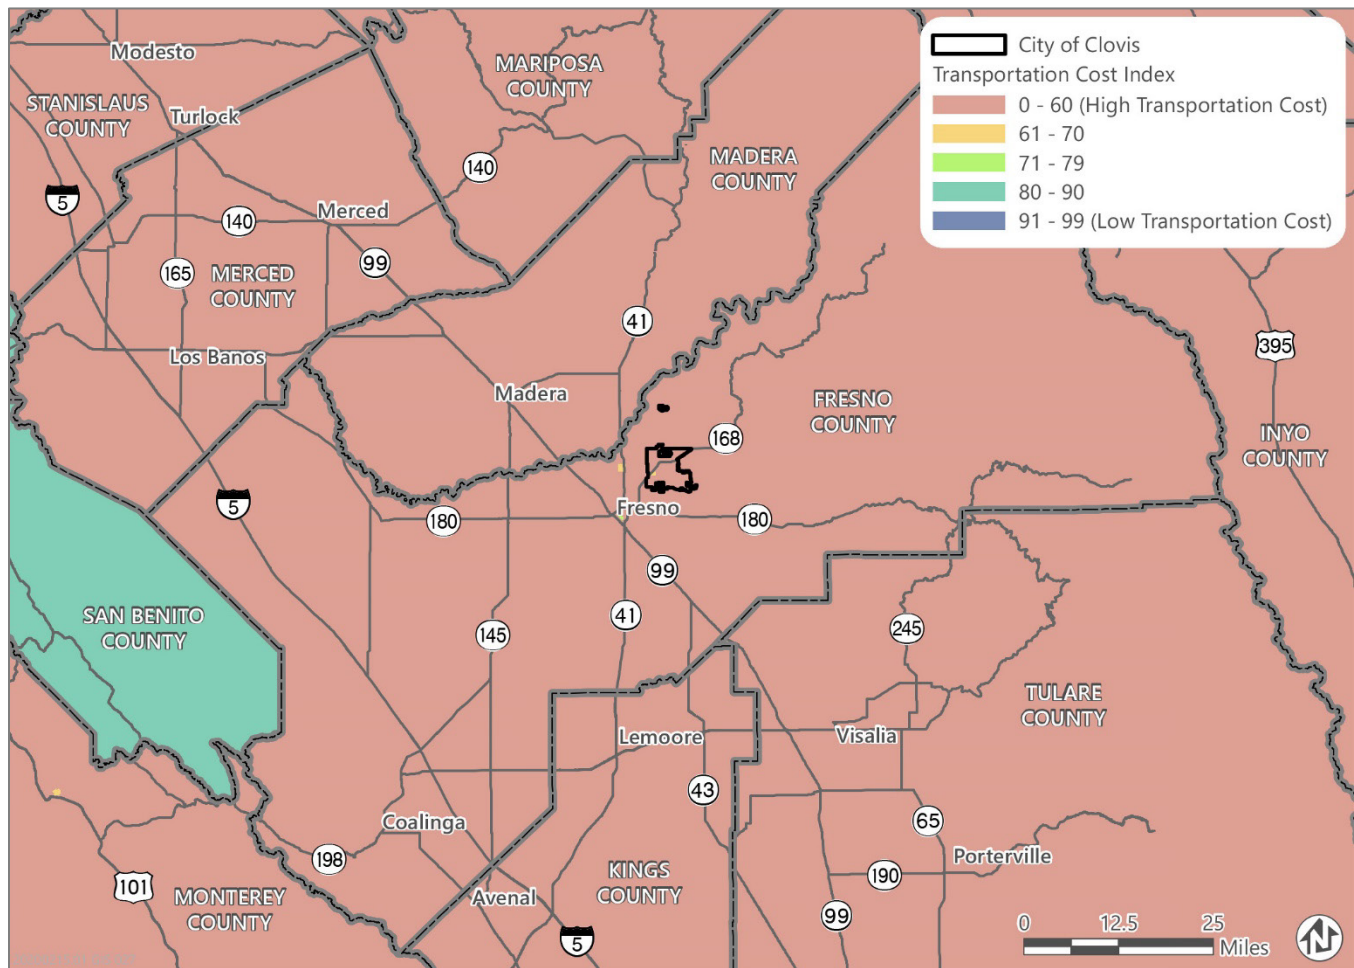 City of Clovis
Transportation Cost Index
0 - 60 (High Transportation Cost)
61 - 70
71 - 79
80 - 90
91 - 99 (Low Transportation Cost)
Modesto
MARIPOSA
COUNTY
STANISLAUS
COUNTY
Turlock
MADERA
COUNTY
140
5
Merced
140
99
165
MERCED
COUNTY
41
395
Los Banos
Madera
FRESNO
COUNTY
168
INYO
COUNTY
5
Fresno
180
180
99
SAN BENITO
COUNTY
41
145
245
TULARE
COUNTY
Lemoore
Visalia
43
Coalinga
65
198
Porterville
101
MONTEREY
COUNTY
KINGS
COUNTY
190
Avenal
99
5
0
12.5
25
Miles
N